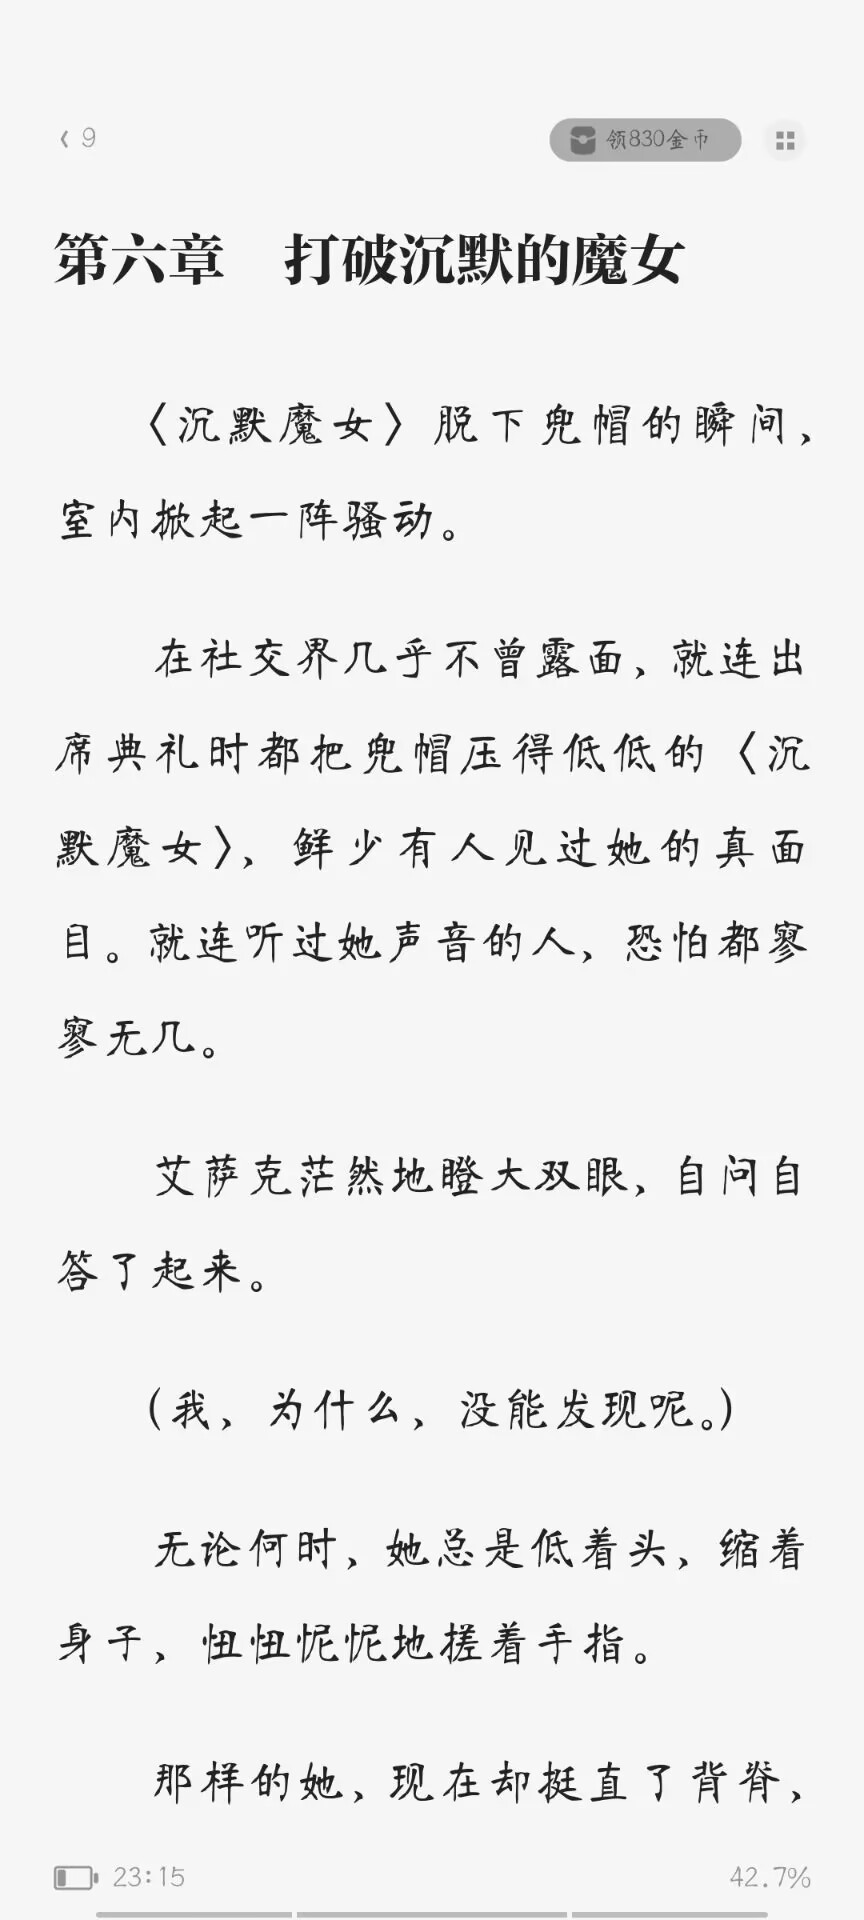 9
领830金币
第六章 打破沉默的魔女
〈沉默魔女〉脱下兜帽的瞬间，
室内掀起一阵骚动。
在社交界几乎不曾露面、就连出
席典礼时都把兜帽压得低低的〈沉
默魔女〉，鲜少有人见过她的真面
目。就连听过她声音的人，恐怕都寥
寥无几。
艾萨克茫然地瞪大双眼，自问自
答了起来。
（我，为什么，没能发现呢。）
无论何时，她总是低着头，缩着
身子，忸忸怩怩地搓着手指。
那样的她，现在却挺直了背脊，
23:15
42.7%